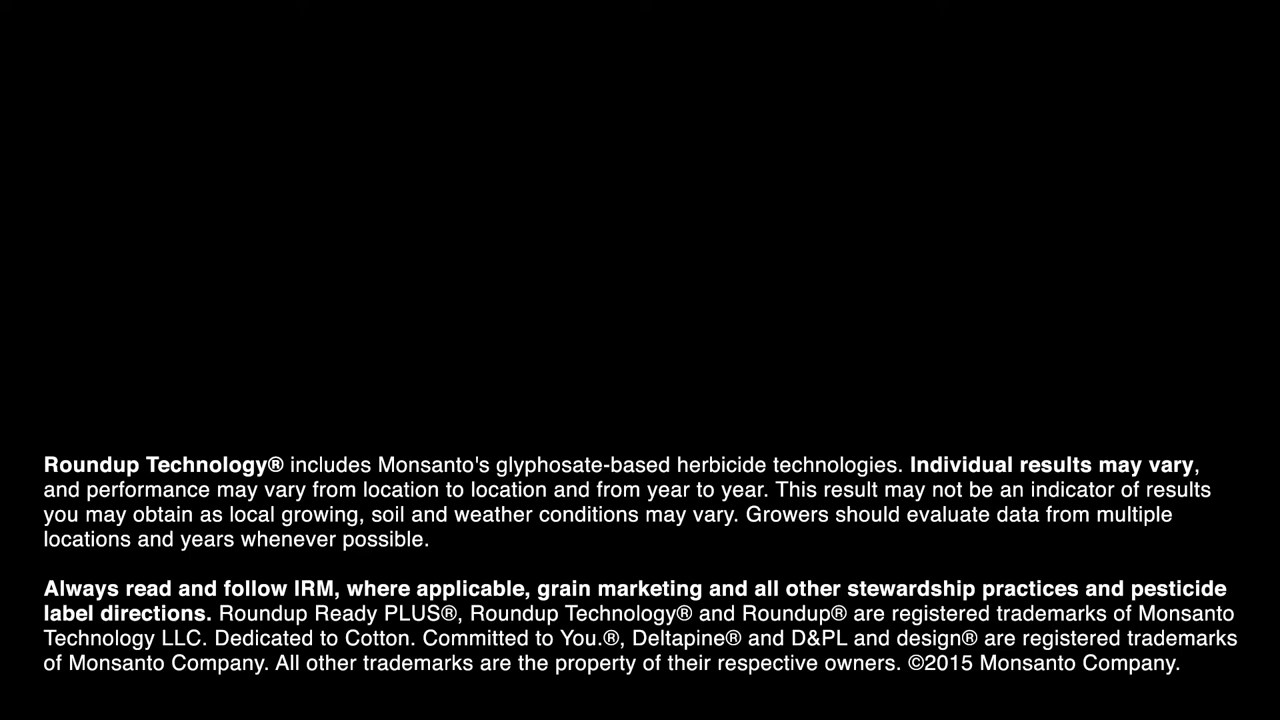 Roundup Technology® includes Monsanto's glyphosate-based herbicide technologies. Individual results may vary,
and performance may vary from location to location and from year to year. This result may not be an indicator of results
you may obtain as local growing, soil and weather conditions may vary. Growers should evaluate data from multiple
locations and years whenever possible.
Always read and follow IRM, where applicable, grain marketing and all other stewardship practices and pesticide
label directions. Roundup Ready PLUS®, Roundup Technology® and Roundup® are registered trademarks of Monsanto
Technology LLC. Dedicated to Cotton. Committed to You.®, Deltapine® and D&PL and design® are registered trademarks
of Monsanto Company. All other trademarks are the property of their respective owners. ©2015 Monsanto Company.